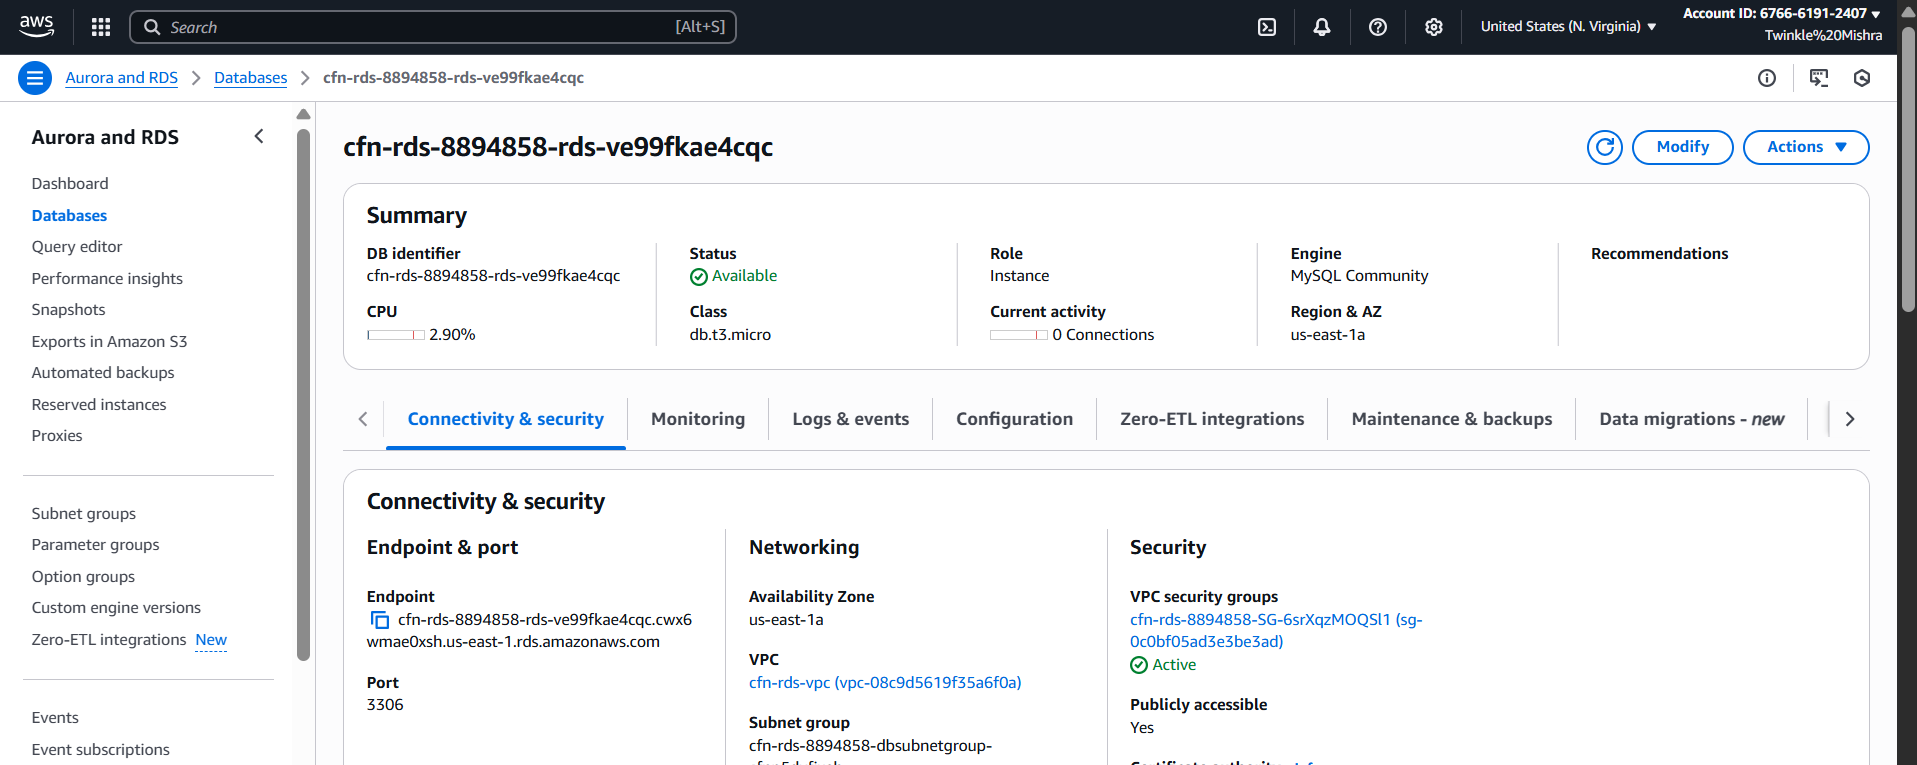 aws
Search [Alt+S]
United States (N. Virginia)
Account ID: 6766-6191-2407
Twinkle%20Mishra
Aurora and RDS
Databases
cfn-rds-8894858-rds-ve99fkae4cqc
Aurora and RDS
Dashboard
Databases
Query editor
Performance insights
Snapshots
Exports in Amazon S3
Automated backups
Reserved instances
Proxies
Subnet groups
Parameter groups
Option groups
Custom engine versions
Zero-ETL integrations New
Events
Event subscriptions
cfn-rds-8894858-rds-ve99fkae4cqc
Modify
Actions
Summary
DB identifier
cfn-rds-8894858-rds-ve99fkae4cqc
CPU
2.90%
Status
Available
Class
db.t3.micro
Role
Instance
Current activity
0 Connections
Engine
MySQL Community
Region & AZ
us-east-1a
Recommendations
Connectivity & security
Monitoring
Logs & events
Configuration
Zero-ETL integrations
Maintenance & backups
Data migrations - new
Connectivity & security
Endpoint & port
Endpoint
cfn-rds-8894858-rds-ve99fkae4cqc.cwx6
wmae0xsh.us-east-1.rds.amazonaws.com
Port
3306
Networking
Availability Zone
us-east-1a
VPC
cfn-rds-vpc (vpc-08c9d5619f35a6f0a)
Subnet group
cfn-rds-8894858-dbsubnetgroup-
Security
VPC security groups
cfn-rds-8894858-SG-6srXqzMOQSl1 (sg-
0c0bf05ad3e3be3ad)
Active
Publicly accessible
Yes